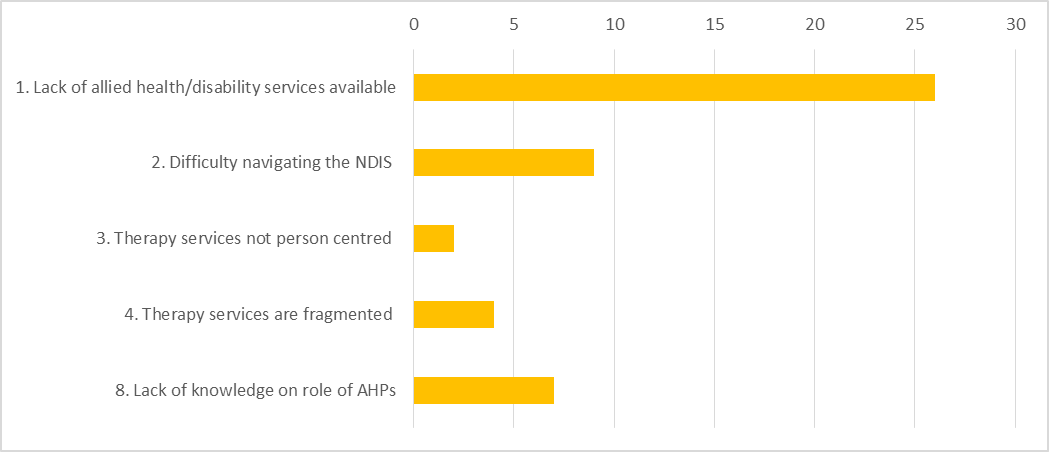 0 5 10 15 20 25 30
1. Lack of allied health/disability services available
2. Difficulty navigating the NDIS
3. Therapy services not person centred
4. Therapy services are fragmented
8. Lack of knowledge on role of AHPs